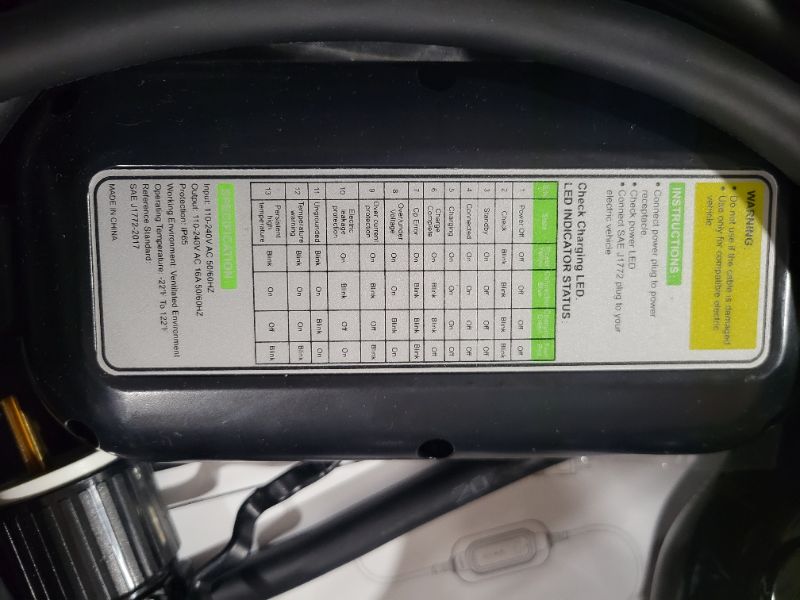 WARNING
• Do not use if the cable is damaged
• Use only for compatible electric
vehicle
INSTRUCTIONS:
• Connect power plug to power
recepile
• Check power LED
• Connect SAE J1772 plug to your
electric vehicle
Check Charging LED.
LED INDICATOR STATUS.
S/N State
1 Power Off Off Off
2 Check Blink Blink Blink Blink
3 Standby On Off Off Off
4 Connected On On Off Off
5 Charging On On On Off
6 Charge Complete On Blink Off
7 Cp Error On Blink Blink
8 Over/under Voltage On On On
9 Over current protection On Blink Off Blink
10 Electric leakage protection On Blink Off On
11 Ungrounded Blink On Blink On
12 Temperature warning Blink On Blink
13 Persistent high temperature Blink On Off Blink
SPECIFICATION:
Input: 110-240V AC 50/60HZ
Output: 110-240V AC 16A 50/60HZ
Protection: IP65
Working Environment: Ventilated Environment
Operating Temperature: -22°F To 122°F
Reference Standard
SAE J1772-2017
MADE IN CHINA